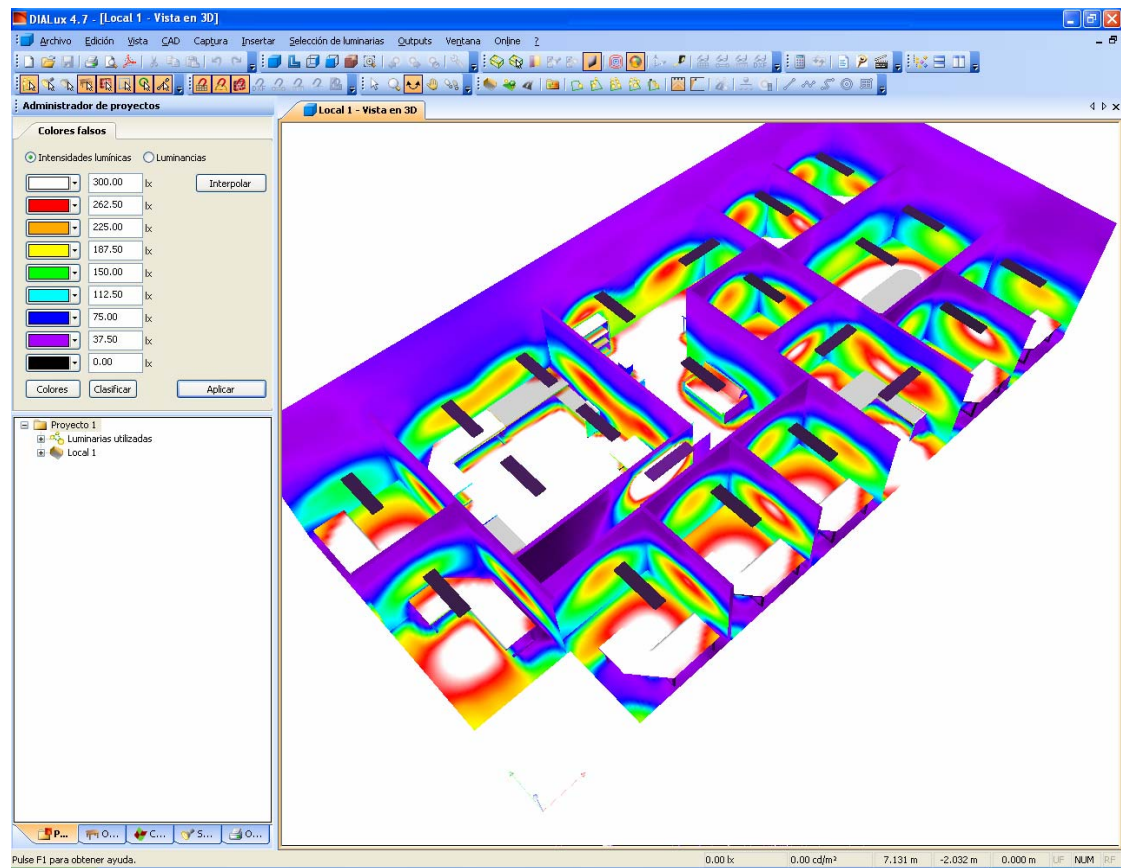 DIALux 4.7 - [Local 1 - Vista en 3D]
Archivo Edición Vista CAD Captura Insertar Selección de luminarias Outputs Ventana Online ?
Administrador de proyectos
Local 1 - Vista en 3D
Colores falsos
Intensidades lumínicas Luminancias
300.00 lx Interpolar
262.50 lx
225.00 lx
187.50 lx
150.00 lx
112.50 lx
75.00 lx
37.50 lx
0.00 lx
Colores Clasificar Aplicar
Proyecto 1
Luminarias utilizadas
Local 1
P... O... C... S... O...
Pulse F1 para obtener ayuda. 0.00 lx 0.00 cd/m² 7.131 m -2.032 m 0.000 m UF NUM RF